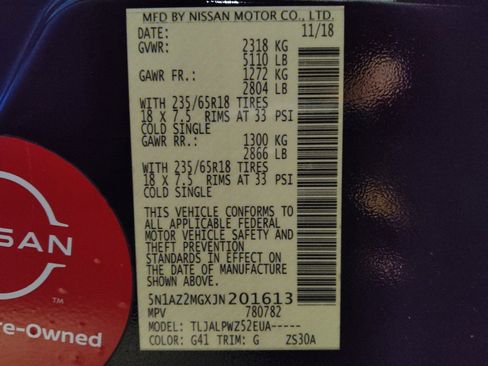 MFD BY NISSAN MOTOR CO., LTD.
DATE: 11/18
GVWR: 2318 KG
5110 LB
GAWR FR.: 1272 KG
2804 LB
WITH 235/65R18 TIRES
18 X 7.5 RIMS AT 33 PSI
COLD SINGLE
GAWR RR.: 1300 KG
2866 LB
WITH 235/65R18 TIRES
18 X 7.5 RIMS AT 33 PSI
COLD SINGLE
THIS VEHICLE CONFORMS TO
ALL APPLICABLE FEDERAL
MOTOR VEHICLE SAFETY AND
THEFT PREVENTION
STANDARDS IN EFFECT ON
THE DATE OF MANUFACTURE
SHOWN ABOVE.
5N1AZ2MGXJN201613
MPV 780782
MODEL: TLJALPWZ52EUA-----
COLOR: G41 TRIM: G ZS30A
SSAN
TM
re-Owned